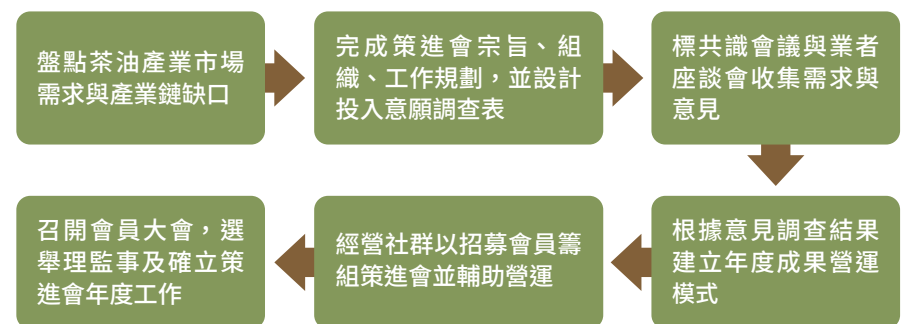 盤點茶油產業市場
需求與產業鏈缺口
完成策進會宗旨、組
織、工作規劃，並設計
投入意願調查表
標共識會議與業者
座談會收集需求與
意見
根據意見調查結果
建立年度成果營運
模式
經營社群以招募會員籌
組策進會並輔助營運
召開會員大會，選
舉理監事及確立策
進會年度工作